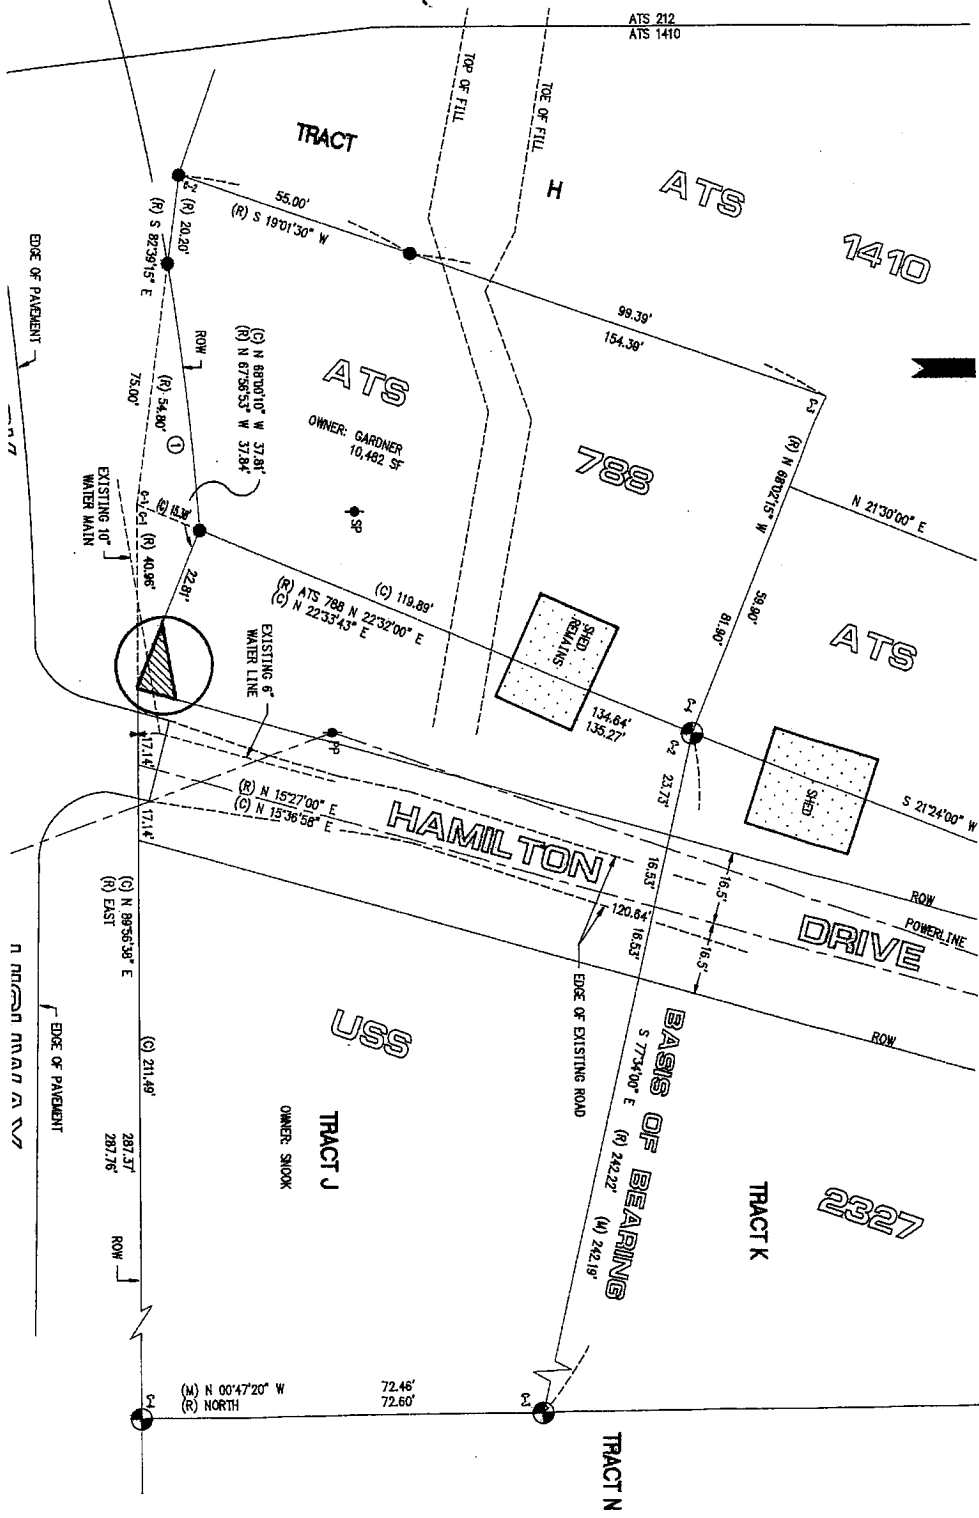 ATS 212
ATS 1410
TOP OF FILL
TOE OF FILL
TRACT
H
ATS
1410
55.00'
(R) S 19°01'30" W
99.39'
154.39'
C-2
(R) 20.20'
(R) S 82°39'15" E
EDGE OF PAVEMENT
ROW
75.00'
(R) 54.80'
1
(C) N 68°00'10" W 37.81'
(R) N 67°56'53" W 37.84'
ATS
OWNER: GARDNER
10,482 SF
788
C-3
(R) N 68°02'15" W
N 21°30'00" E
59.90'
81.90'
ATS
EXISTING 10"
WATER MAIN
C-1
C-1
(R) 40.96'
22.81'
SP
(C) 119.89'
(R) ATS 788 N 22°32'00" E
(C) N 22°33'43" E
SHED
REMAINS
134.64'
135.27'
C-2
23.73'
SHED
S 21°24'00" W
EXISTING 6"
WATER LINE
PP
17.14'
17.14'
(R) N 15°27'00" E
(C) N 15°36'58" E
HAMILTON
DRIVE
16.53'
120.64'
16.53'
16.5'
16.5'
ROW
POWERLINE
ROW
EDGE OF EXISTING ROAD
(C) N 89°56'38" E
(R) EAST
(C) 211.49'
287.37'
287.76'
ROW
EDGE OF PAVEMENT
USS
TRACT J
OWNER: SNOOK
BASIS OF BEARING
S 77°34'00" E (R) 242.22' (M) 242.19'
TRACT K
2327
(M) N 00°47'20" W 72.46'
(R) NORTH 72.60'
TRACT N